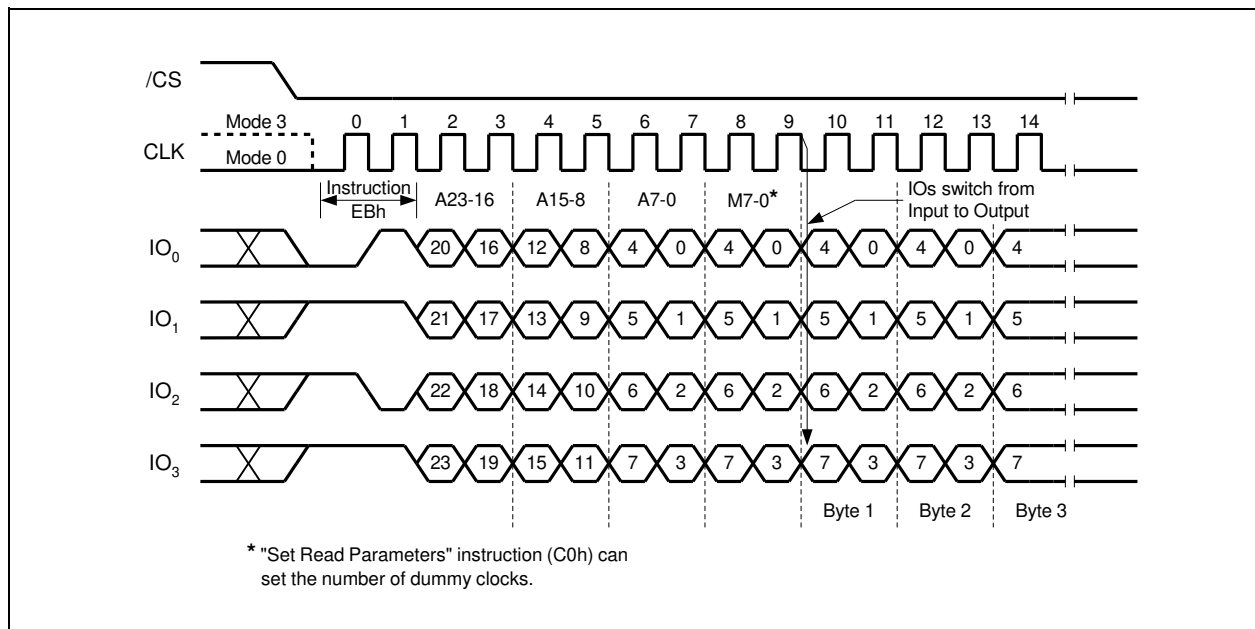 /CS
Mode 3 0 1 2 3 4 5 6 7 8 9 10 11 12 13 14
CLK
Mode 0
Instruction
EBh
A23-16 A15-8 A7-0 M7-0*
IOs switch from
Input to Output
IO0 20 16 12 8 4 0 4 0 4 0 4 0 4
IO1 21 17 13 9 5 1 5 1 5 1 5 1 5
IO2 22 18 14 10 6 2 6 2 6 2 6 2 6
IO3 23 19 15 11 7 3 7 3 7 3 7 3 7
Byte 1 Byte 2 Byte 3
* "Set Read Parameters" instruction (C0h) can
set the number of dummy clocks.